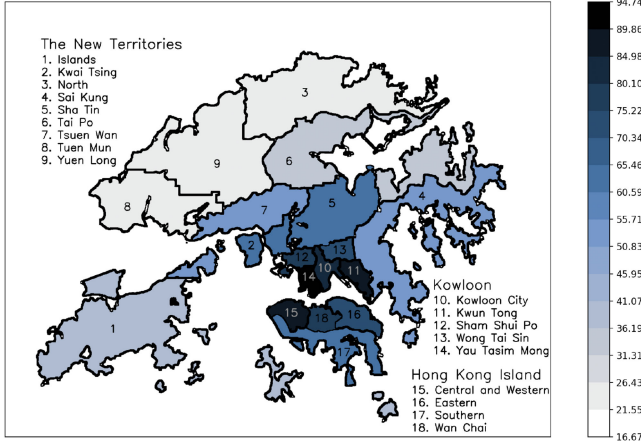 The New Territories
1. Islands
2. Kwai Tsing
3. North
4. Sai Kung
5. Sha Tin
6. Tai Po
7. Tsuen Wan
8. Tuen Mun
9. Yuen Long
3
9
6
8
7
5
4
2
13
12
10
11
14
1
15
18
16
17
Kowloon
10. Kowloon City
11. Kwun Tong
12. Sham Shui Po
13. Wong Tai Sin
14. Yau Tasim Mong
Hong Kong Island
15. Central and Western
16. Eastern
17. Southern
18. Wan Chai
94.74
89.86
84.98
80.10
75.22
70.34
65.46
60.59
55.71
50.83
45.95
41.07
36.19
31.31
26.43
21.55
16.67